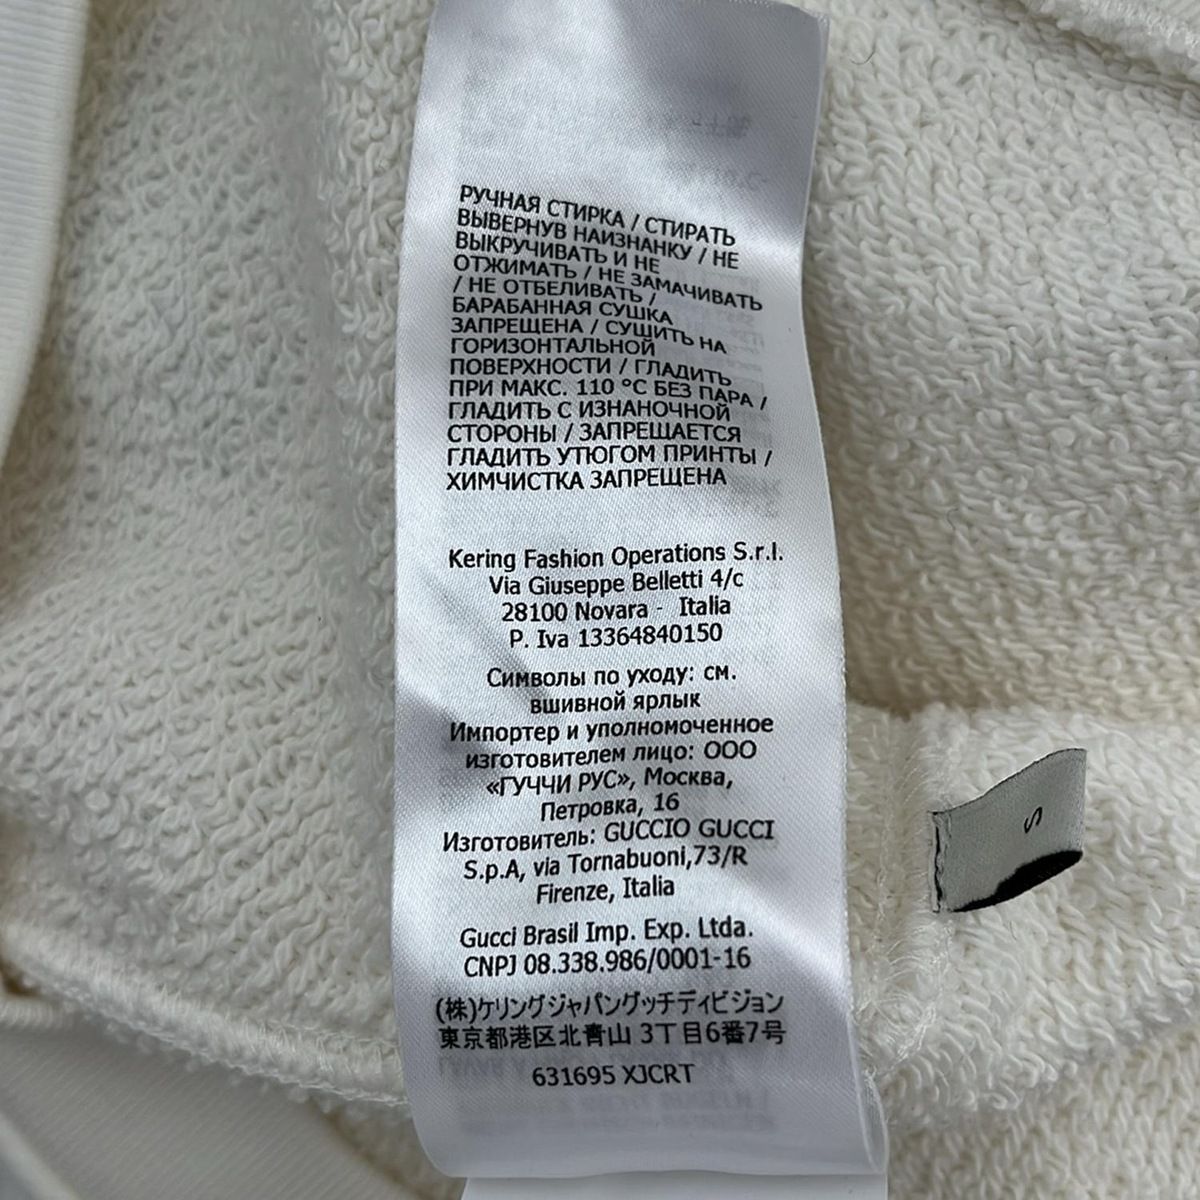 РУЧНАЯ СТИРКА / СТИРАТЬ
ВЫВЕРНУВ НАИЗНАНКУ / НЕ
ВЫКРУЧИВАТЬ И НЕ
ОТЖИМАТЬ / НЕ ЗАМАЧИВАТЬ
/ НЕ ОТБЕЛИВАТЬ /
БАРАБАННАЯ СУШКА
ЗАПРЕЩЕНА / СУШИТЬ НА
ГОРИЗОНТАЛЬНОЙ
ПОВЕРХНОСТИ / ГЛАДИТЬ
ПРИ МАКС. 110 °C БЕЗ ПАРА /
ГЛАДИТЬ С ИЗНАНОЧНОЙ
СТОРОНЫ / ЗАПРЕЩАЕТСЯ
ГЛАДИТЬ УТЮГОМ ПРИНТЫ /
ХИМЧИСТКА ЗАПРЕЩЕНА
Kering Fashion Operations S.r.l.
Via Giuseppe Belletti 4/c
28100 Novara - Italia
P. Iva 13364840150
Символы по уходу: см.
вшивной ярлык
Импортер и уполномоченное
изготовителем лицо: ООО
«ГУЧЧИ РУС», Москва,
Петровка, 16
Изготовитель: GUCCIO GUCCI
S.p.A, via Tornabuoni,73/R
Firenze, Italia
Gucci Brasil Imp. Exp. Ltda.
CNPJ 08.338.986/0001-16
(株)ケリングジャパングッチディビジョン
東京都港区北青山 3丁目6番7号
631695 XJCRT
S